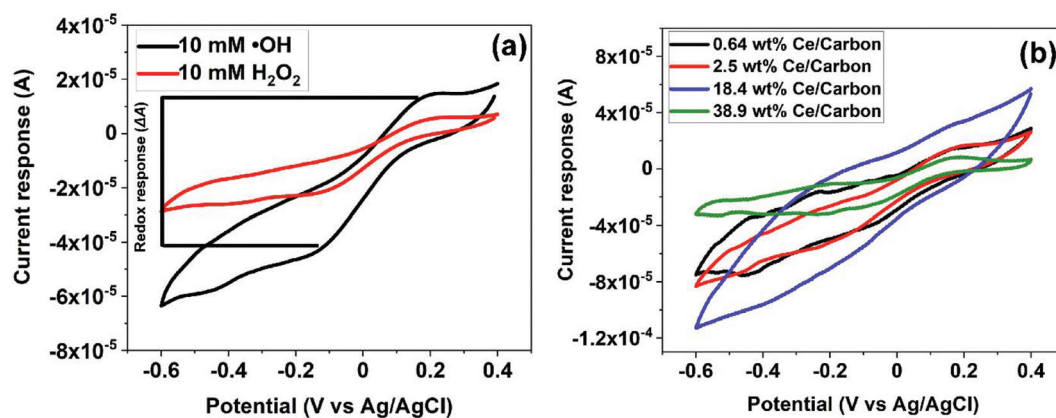 (a)
10 mM •OH
10 mM H₂O₂
Redox response (ΔA)
Current response (A)
4x10⁻⁵
2x10⁻⁵
0
-2x10⁻⁵
-4x10⁻⁵
-6x10⁻⁵
-8x10⁻⁵
-0.6 -0.4 -0.2 0.0 0.2 0.4
Potential (V vs Ag/AgCl)
(b)
0.64 wt% Ce/Carbon
2.5 wt% Ce/Carbon
18.4 wt% Ce/Carbon
38.9 wt% Ce/Carbon
Current response (A)
8x10⁻⁵
4x10⁻⁵
0
-4x10⁻⁵
-8x10⁻⁵
-1.2x10⁻⁴
-0.6 -0.4 -0.2 0.0 0.2 0.4
Potential (V vs Ag/AgCl)